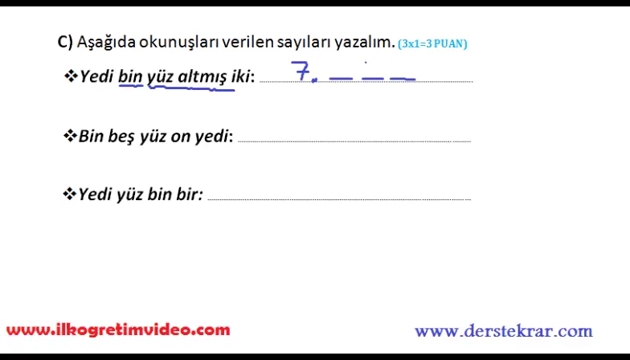 C) Aşağıda okunuşları verilen sayıları yazalım. (3x1=3 PUAN)
❖Yedi bin yüz altmış iki: 7. _ _ _
❖Bin beş yüz on yedi:
❖Yedi yüz bin bir:
www.ilkogretimvideo.com
www.derstekrar.com